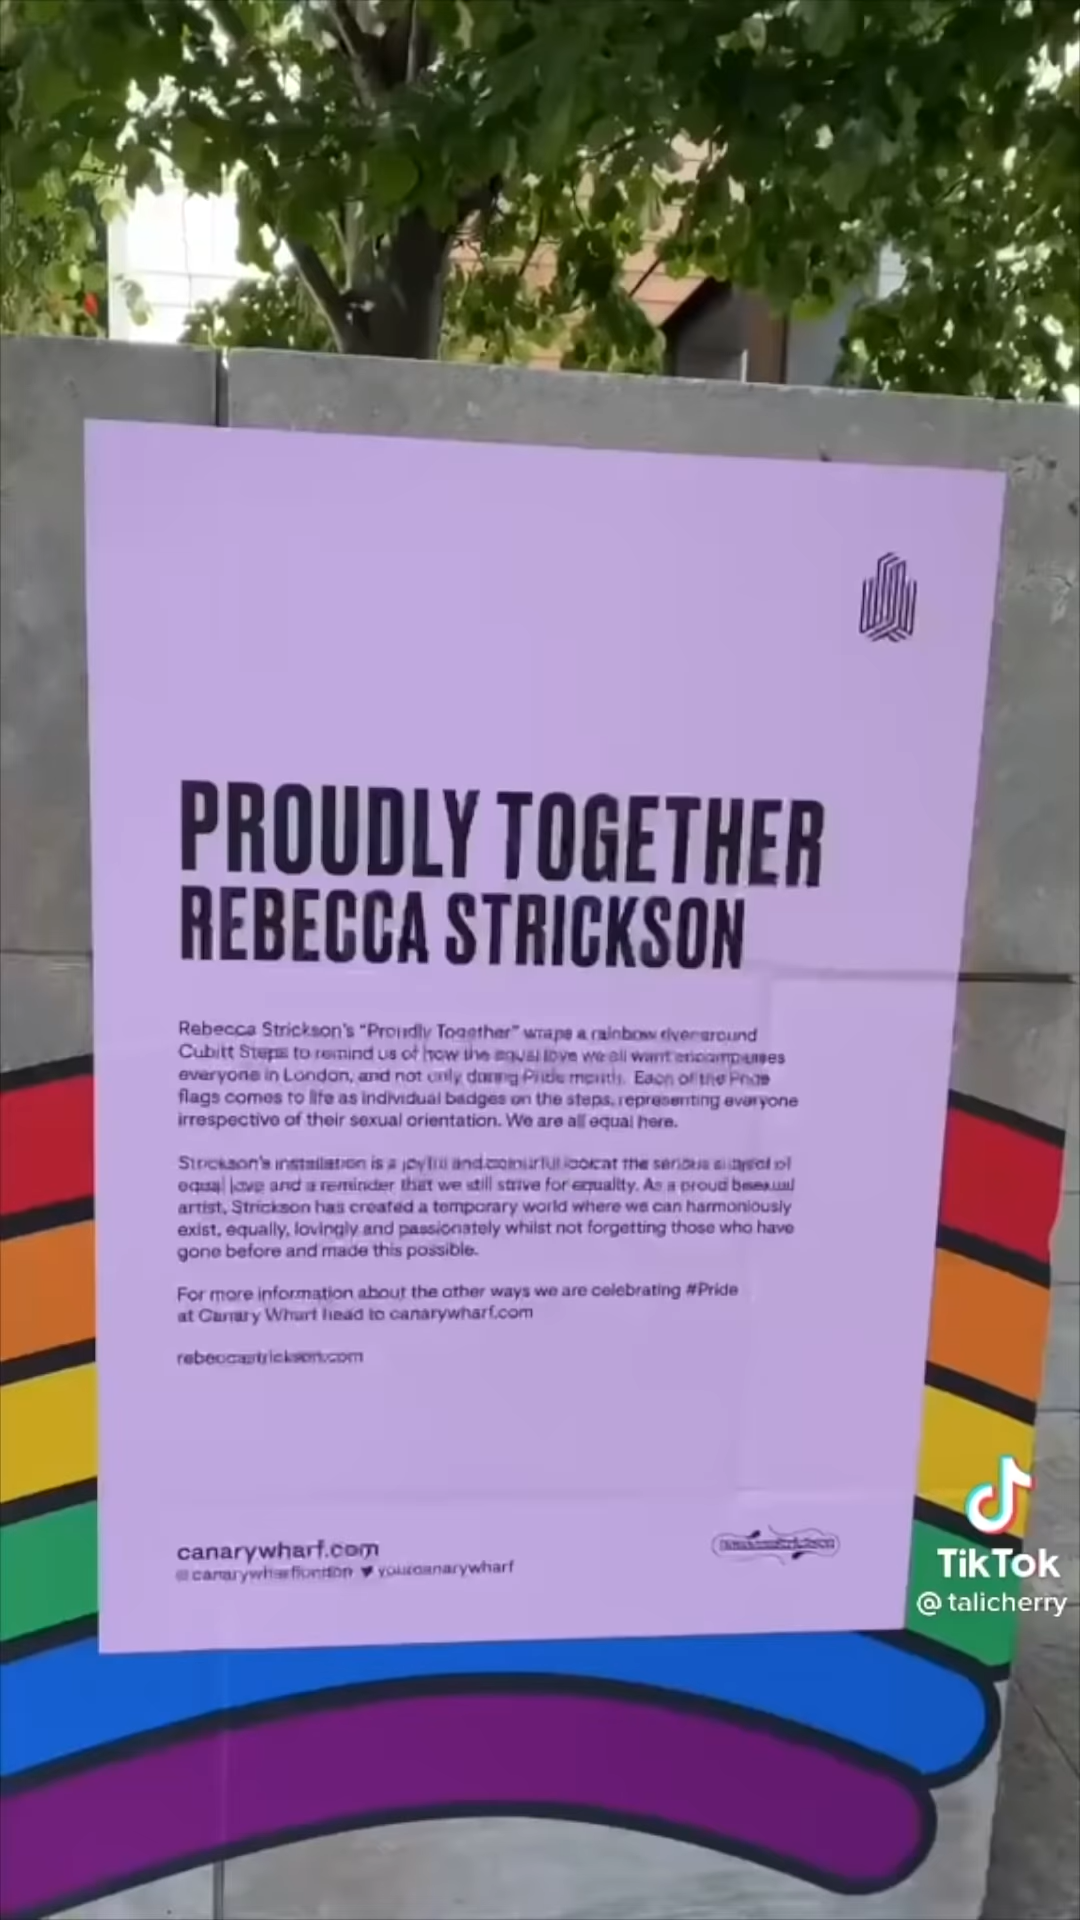 PROUDLY TOGETHER
REBECCA STRICKSON
Rebecca Strickson's "Proudly Together" wraps a rainbow river around
Cubitt Steps to remind us of how the equal love we all want encompasses
everyone in London, and not only during Pride month. Each of the Pride
flags comes to life as individual badges on the steps, representing everyone
irrespective of their sexual orientation. We are all equal here.
Strickson's installation is a joyful and colourful look at the serious subject of
equal love and a reminder that we still strive for equality. As a proud bisexual
artist, Strickson has created a temporary world where we can harmoniously
exist, equally, lovingly and passionately whilst not forgetting those who have
gone before and made this possible.
For more information about the other ways we are celebrating #Pride
at Canary Wharf head to canarywharf.com
rebeccastrickson.com
canarywharf.com
@canarywharflondon yourcanarywharf
TikTok
@talicherry